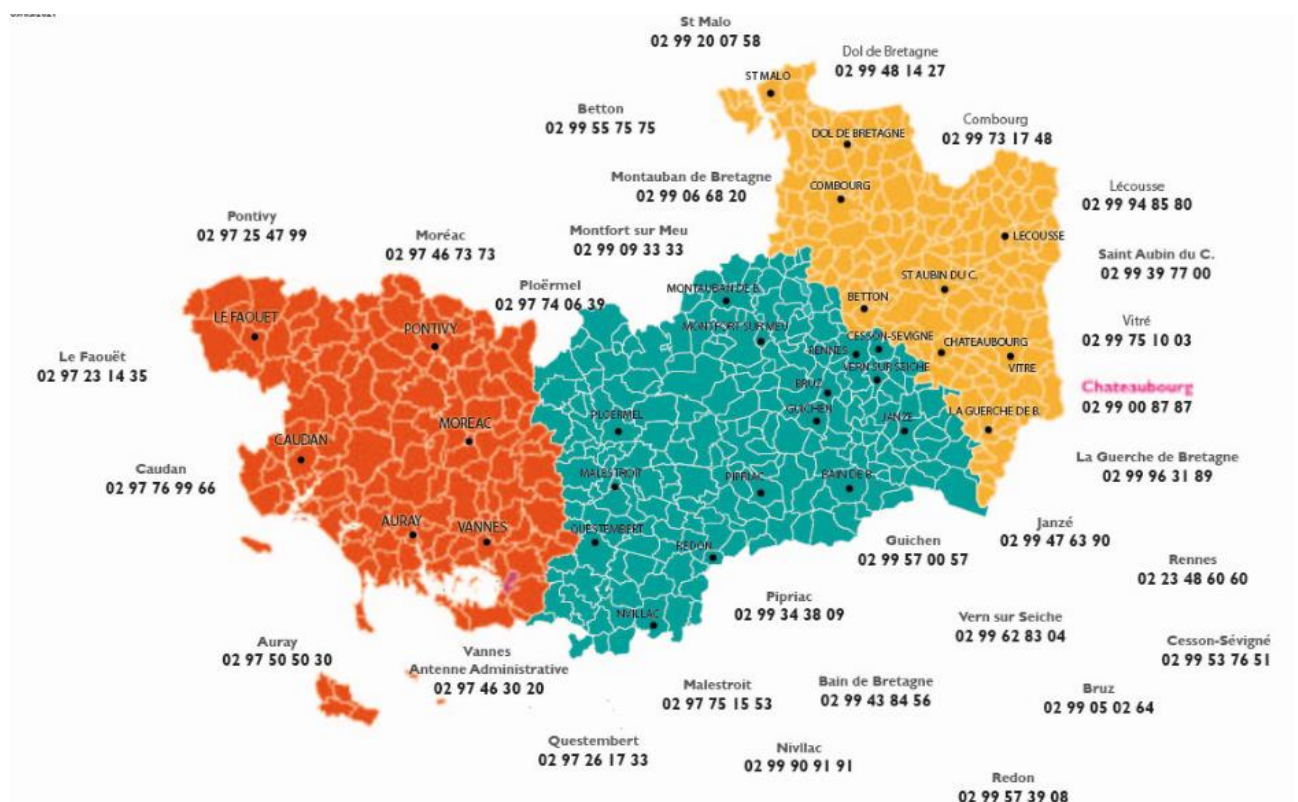 St Malo
02 99 20 07 58
Dol de Bretagne
02 99 48 14 27
Betton
02 99 55 75 75
Combourg
02 99 73 17 48
Montauban de Bretagne
02 99 06 68 20
Lécousse
02 99 94 85 80
Pontivy
02 97 25 47 99
Moréac
02 97 46 73 73
Montfort sur Meu
02 99 09 33 33
Saint Aubin du C.
02 99 39 77 00
Ploërmel
02 97 74 06 39
Vitré
02 99 75 10 03
Le Faouët
02 97 23 14 35
Chateaubourg
02 99 00 87 87
Caudan
02 97 76 99 66
La Guerche de Bretagne
02 99 96 31 89
Janzé
02 99 47 63 90
Guichen
02 99 57 00 57
Rennes
02 23 48 60 60
Pipriac
02 99 34 38 09
Vern sur Seiche
02 99 62 83 04
Cesson-Sévigné
02 99 53 76 51
Auray
02 97 50 50 30
Vannes
Antenne Administrative
02 97 46 30 20
Malestroit
02 97 75 15 53
Bain de Bretagne
02 99 43 84 56
Bruz
02 99 05 02 64
Questembert
02 97 26 17 33
Nivllac
02 99 90 91 91
Redon
02 99 57 39 08
ST MALO
DOL DE BRETAGNE
COMBOURG
LECOUSSE
ST AUBIN DU C.
BETTON
MONTAUBAN DE B.
MONTFORT SUR MEU
CESSON-SEVIGNE
RENNES
CHATEAUBOURG
VITRE
VERN SUR SEICHE
BRUZ
GUICHEN
JANZE
LA GUERCHE DE B.
LE FAOUET
PONTIVY
PLOERMEL
MOREAC
CAUDAN
MALESTROIT
PIPRIAC
BAIN DE B.
AURAY
VANNES
QUESTEMBERT
REDON
NVILLAC